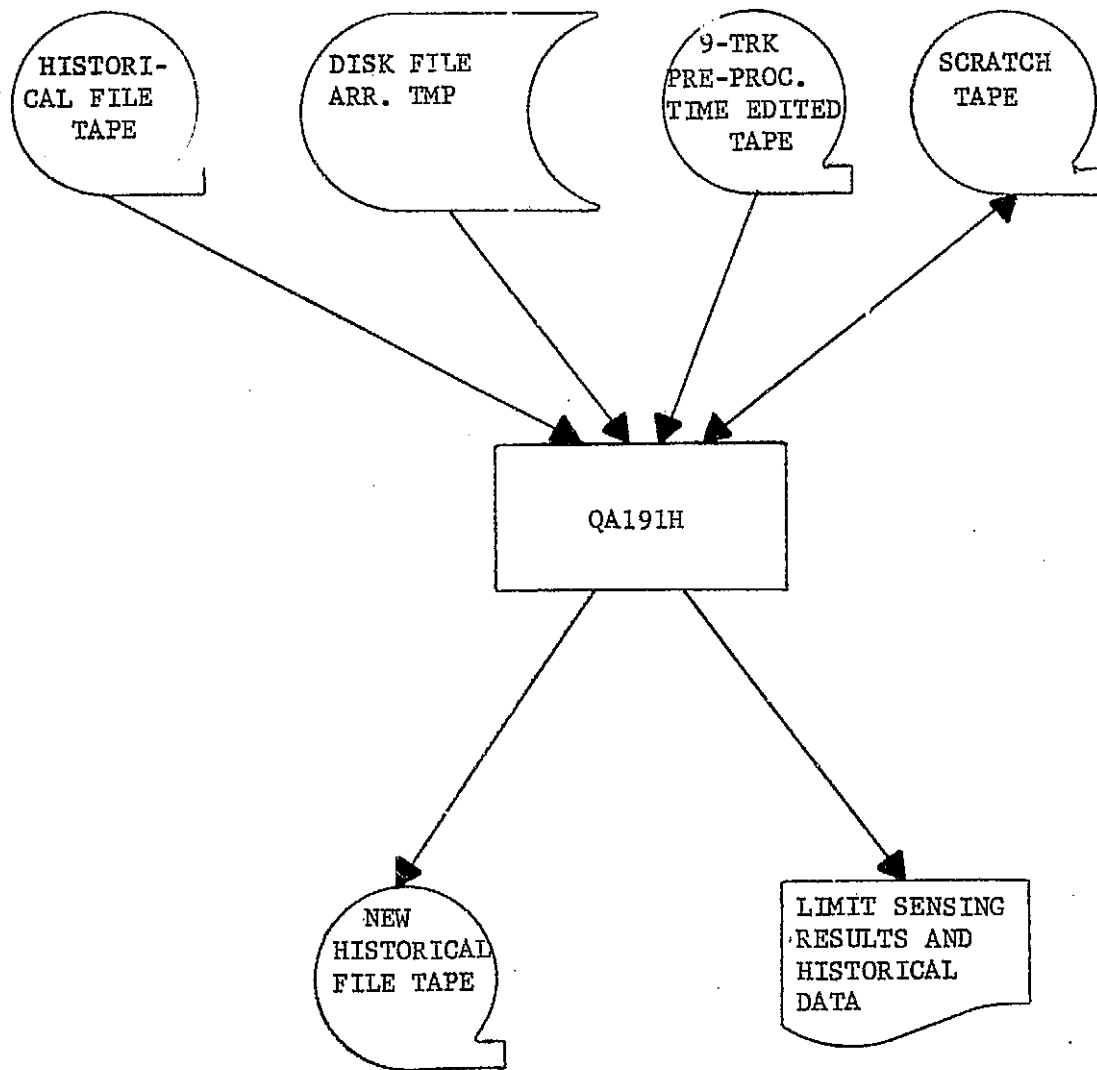 HISTORI-
CAL FILE
TAPE
DISK FILE
ARR. TMP
9-TRK
PRE-PROC.
TIME EDITED
TAPE
SCRATCH
TAPE
QA191H
NEW
HISTORICAL
FILE TAPE
LIMIT SENSING
RESULTS AND
HISTORICAL
DATA